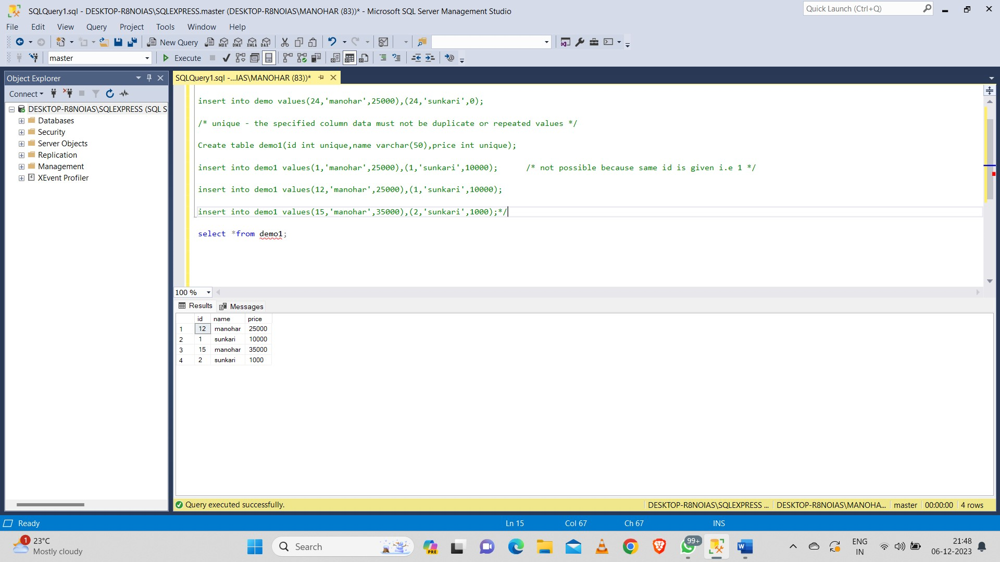 SQLQuery1.sql - DESKTOP-R8NOIAS\SQLEXPRESS.master (DESKTOP-R8NOIAS\MANOHAR (83))* - Microsoft SQL Server Management Studio
Quick Launch (Ctrl+Q)
File Edit View Query Project Tools Window Help
New Query MDX DMX XMLA DAX
master Execute
Object Explorer
SQLQuery1.sql -...IAS\MANOHAR (83))*
Connect
DESKTOP-R8NOIAS\SQLEXPRESS (SQL S
Databases
Security
Server Objects
Replication
Management
XEvent Profiler
insert into demo values(24,'manohar',25000),(24,'sunkari',0);
/* unique - the specified column data must not be duplicate or repeated values */
Create table demo1(id int unique,name varchar(50),price int unique);
insert into demo1 values(1,'manohar',25000),(1,'sunkari',10000); /* not possible because same id is given i.e 1 */
insert into demo1 values(12,'manohar',25000),(1,'sunkari',10000);
insert into demo1 values(15,'manohar',35000),(2,'sunkari',1000);*/
select *from demo1;
100 %
Results Messages
id name price
1 12 manohar 25000
2 1 sunkari 10000
3 15 manohar 35000
4 2 sunkari 1000
Query executed successfully. DESKTOP-R8NOIAS\SQLEXPRESS ... DESKTOP-R8NOIAS\MANOHA... master 00:00:00 4 rows
Ready Ln 15 Col 67 Ch 67 INS
1 23°C
Mostly cloudy
Search
PRE
99+
ENG
IN
21:48
06-12-2023